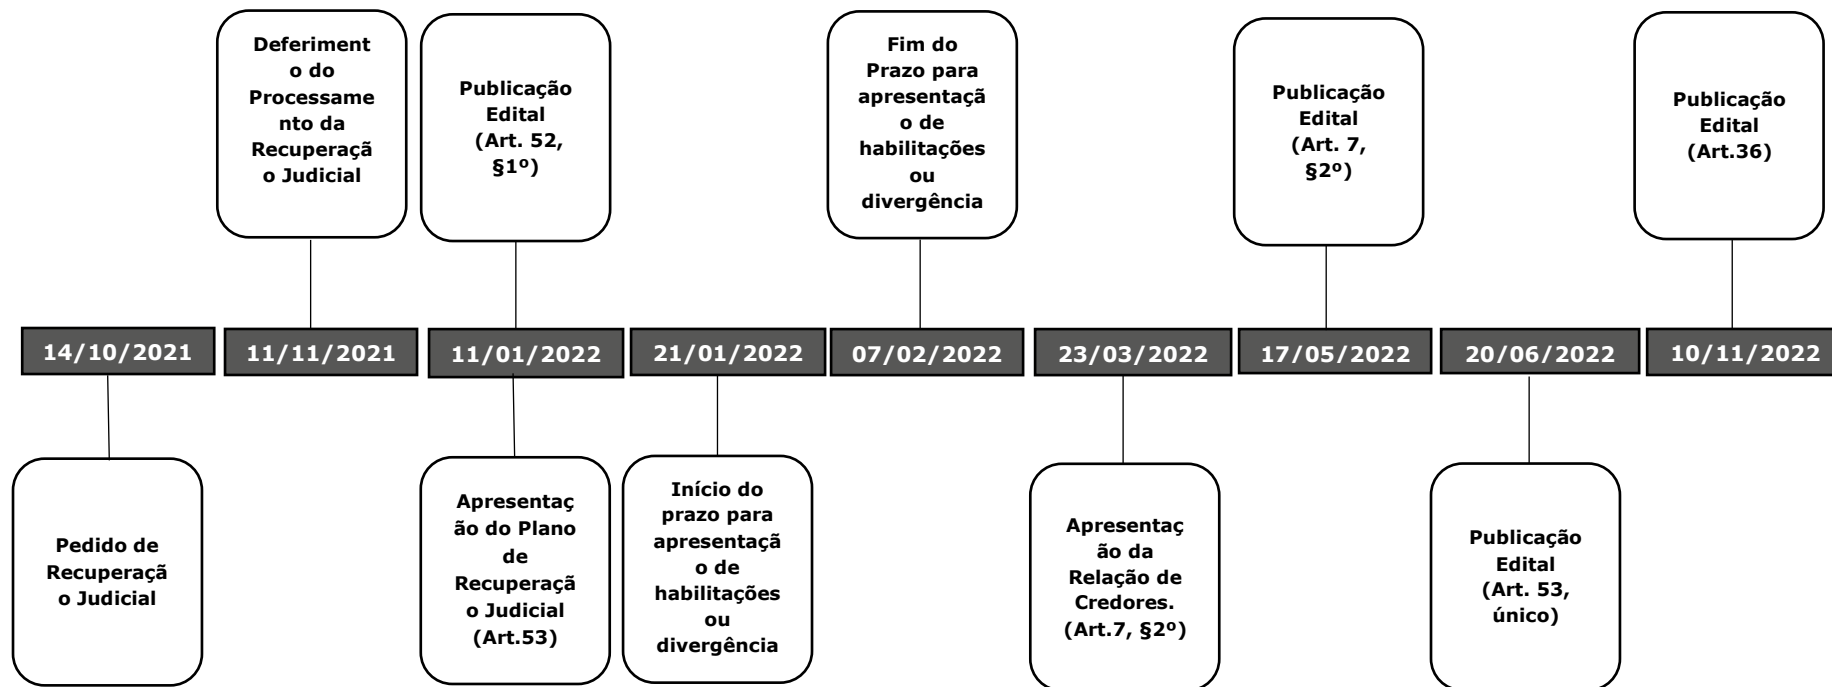 Deferiment
o do
Processame
nto da
Recuperaçã
o Judicial
Publicação
Edital
(Art. 52,
§1º)
Fim do
Prazo para
apresentaçã
o de
habilitações
ou
divergência
Publicação
Edital
(Art. 7,
§2º)
Publicação
Edital
(Art.36)
14/10/2021
11/11/2021
11/01/2022
21/01/2022
07/02/2022
23/03/2022
17/05/2022
20/06/2022
10/11/2022
Pedido de
Recuperaçã
o Judicial
Apresentaç
ão do Plano
de
Recuperaçã
o Judicial
(Art.53)
Início do
prazo para
apresentaçã
o de
habilitações
ou
divergência
Apresentaç
ão da
Relação de
Credores.
(Art.7, §2º)
Publicação
Edital
(Art. 53,
único)